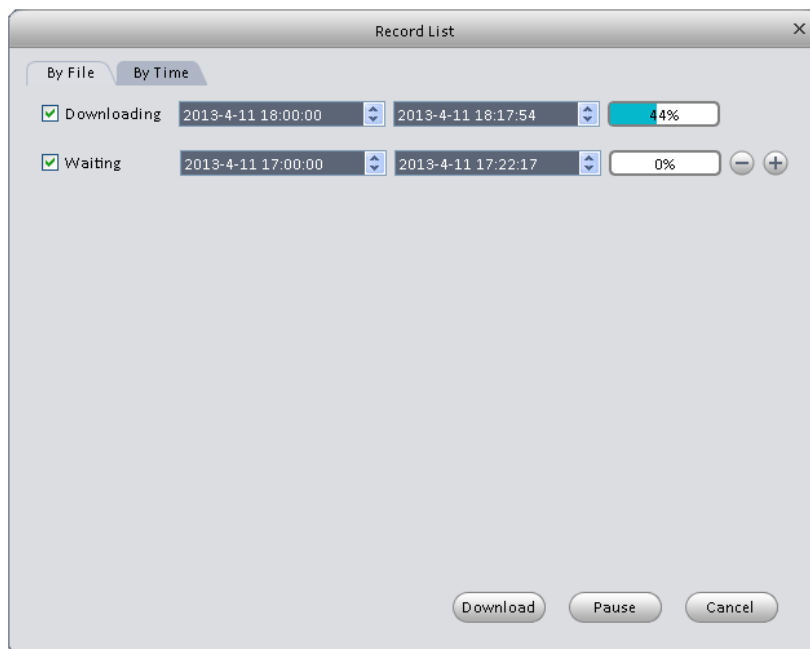 Record List
By File By Time
Downloading 2013-4-11 18:00:00 2013-4-11 18:17:54 44%
Waiting 2013-4-11 17:00:00 2013-4-11 17:22:17 0%
Download Pause Cancel